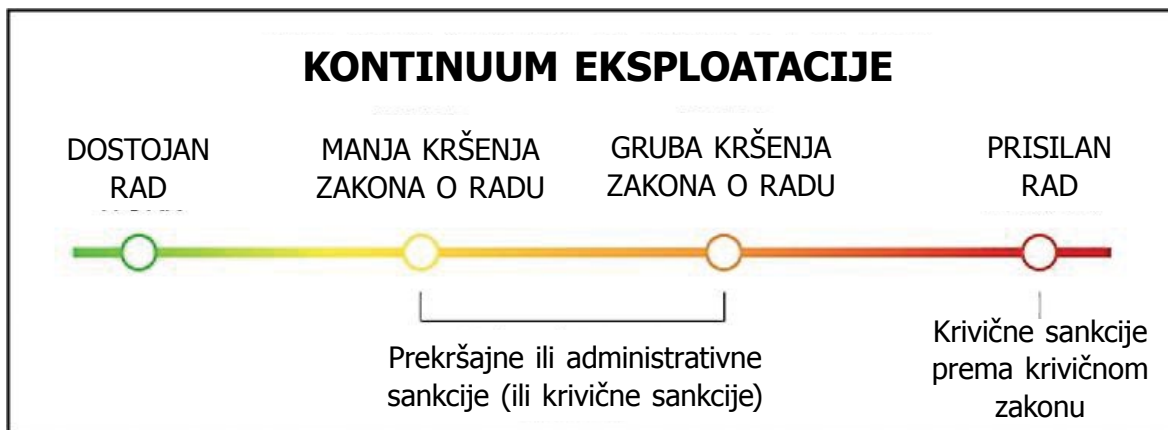 KONTINUUM EKSPLOATACIJE
DOSTOJAN
RAD
MANJA KRŠENJA
ZAKONA O RADU
GRUBA KRŠENJA
ZAKONA O RADU
PRISILAN
RAD
Prekršajne ili administrativne
sankcije (ili krivične sankcije)
Krivične sankcije
prema krivičnom
zakonu